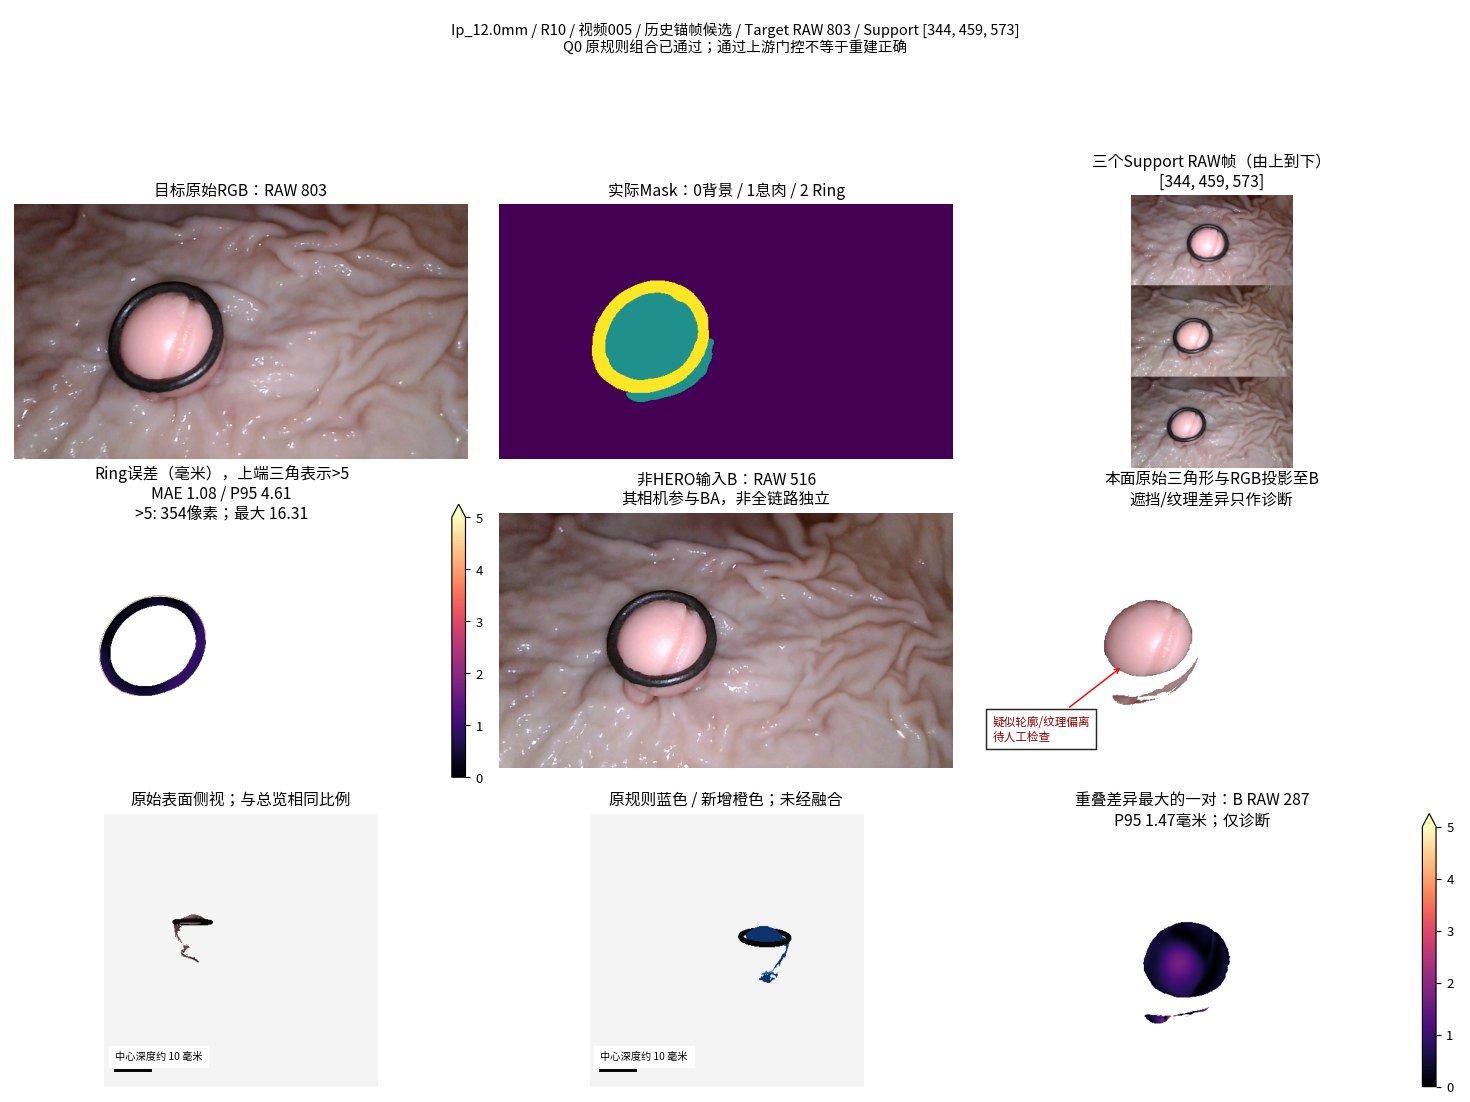 Ip_12.0mm / R10 / 视频005 / 历史锚帧候选 / Target RAW 803 / Support [344, 459, 573]
Q0 原规则组合已通过；通过上游门控不等于重建正确
目标原始RGB：RAW 803
实际Mask：0背景 / 1息肉 / 2 Ring
三个Support RAW帧（由上到下）
[344, 459, 573]
Ring误差（毫米），上端三角表示>5
MAE 1.08 / P95 4.61
>5: 354像素；最大 16.31
5
4
3
2
1
0
非HERO输入B：RAW 516
其相机参与BA，非全链路独立
本面原始三角形与RGB投影至B
遮挡/纹理差异只作诊断
疑似轮廓/纹理偏离
待人工检查
原始表面侧视；与总览相同比例
中心深度约 10 毫米
原规则蓝色 / 新增橙色；未经融合
中心深度约 10 毫米
重叠差异最大的一对：B RAW 287
P95 1.47毫米；仅诊断
5
4
3
2
1
0